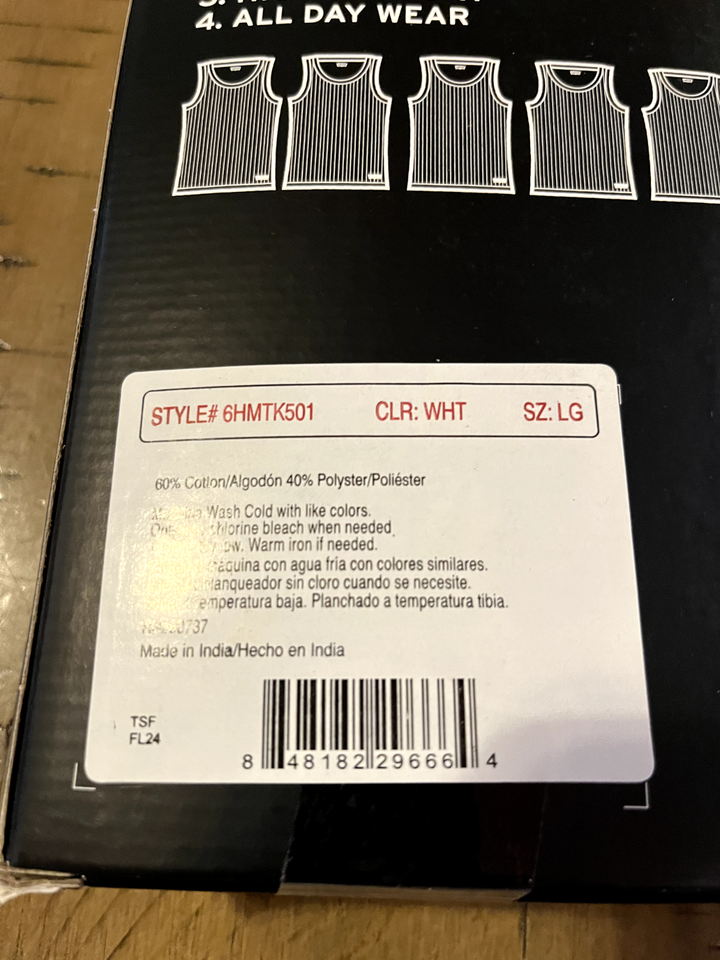 4. ALL DAY WEAR
STYLE# 6HMTK501 CLR: WHT SZ: LG
60% Cotton/Algodón 40% Polyster/Poliéster
Wash Cold with like colors.
chlorine bleach when needed
Warm iron if needed.
máquina con agua fría con colores similares.
blanqueador sin cloro cuando se necesite.
temperatura baja. Planchado a temperatura tibia.
Made in India/Hecho en India
TSF
FL24
8 48182 29666 4